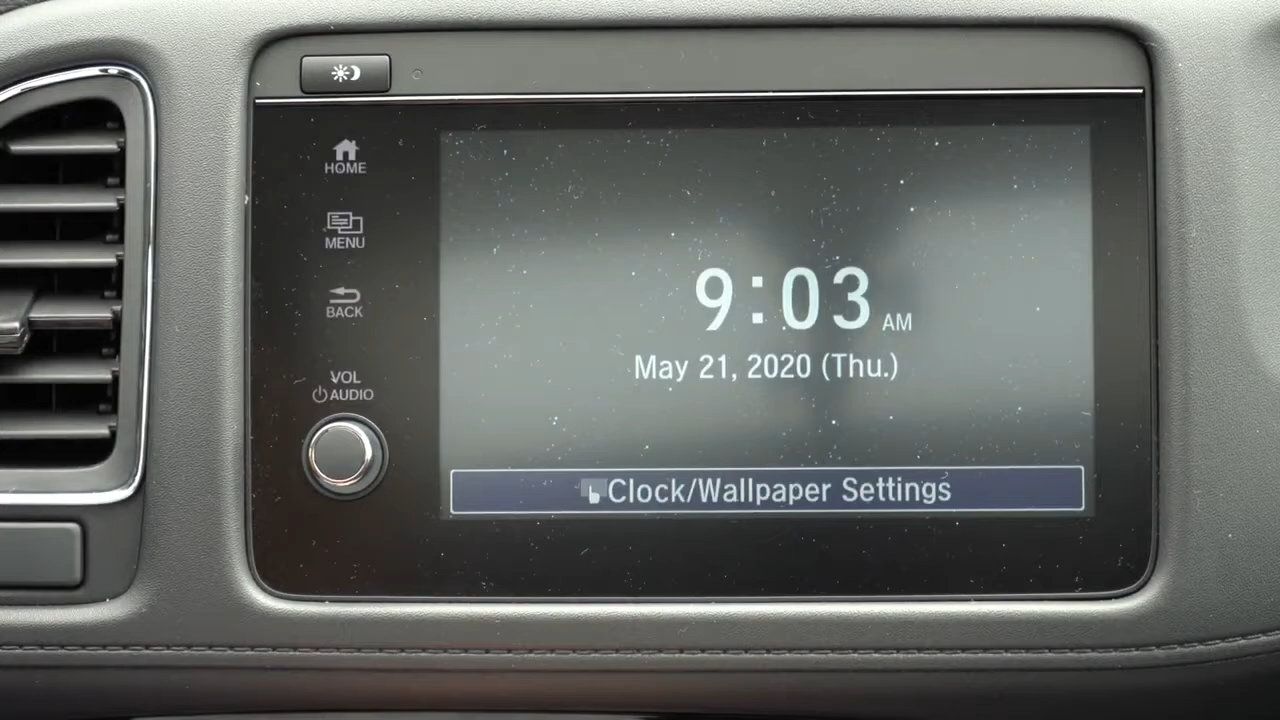 HOME
MENU
BACK
VOL
AUDIO
9:03 AM
May 21, 2020 (Thu.)
Clock/Wallpaper Settings